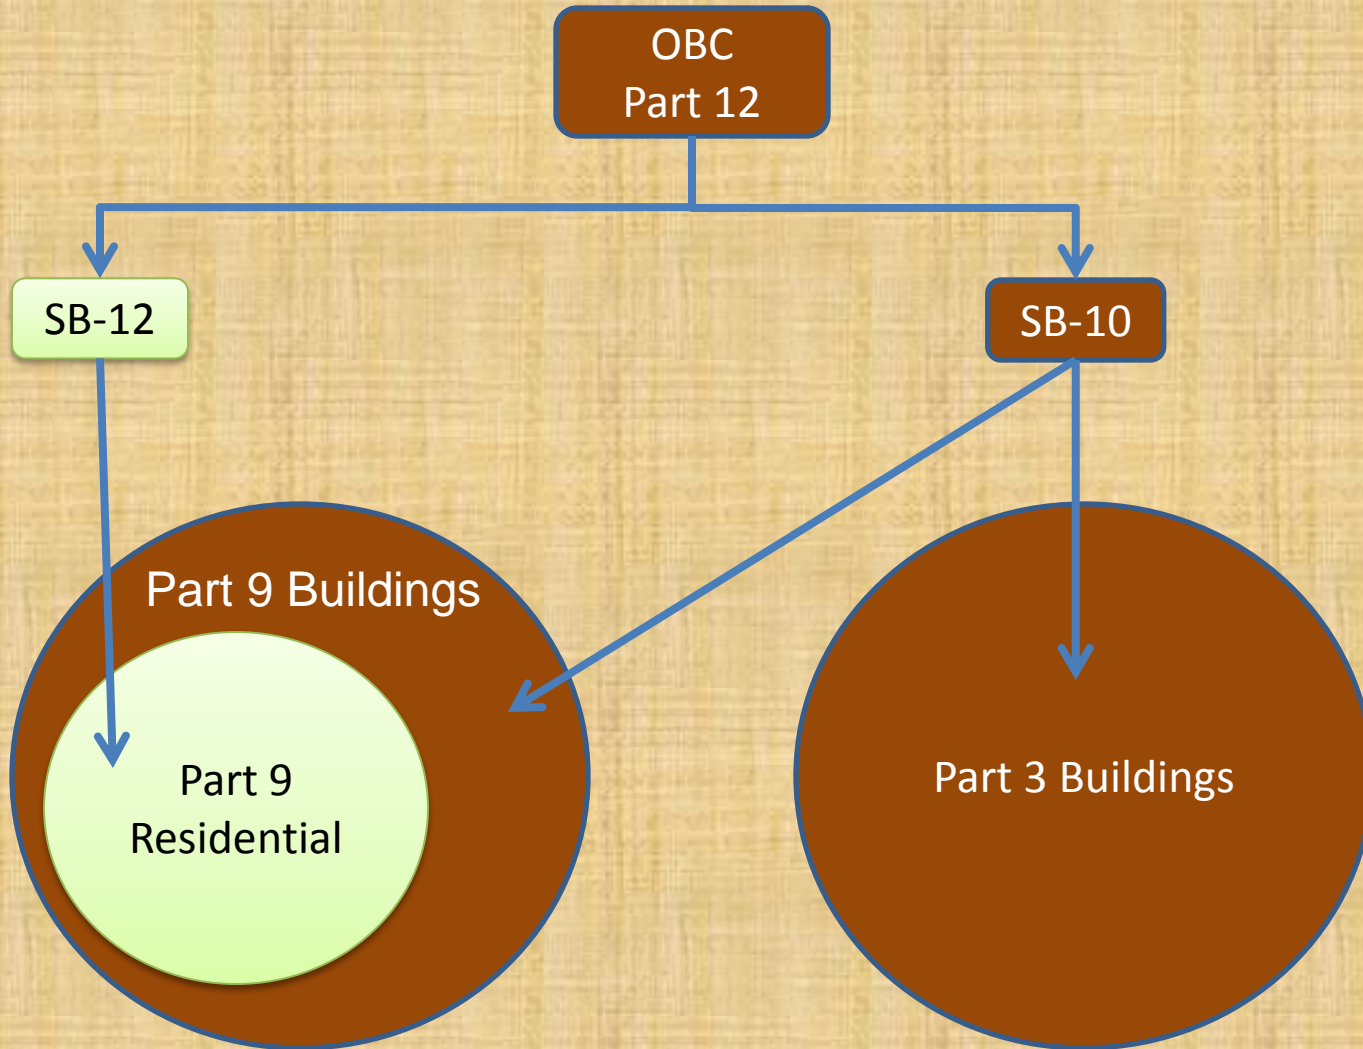 OBC
Part 12
SB-12
SB-10
Part 9 Buildings
Part 9
Residential
Part 3 Buildings